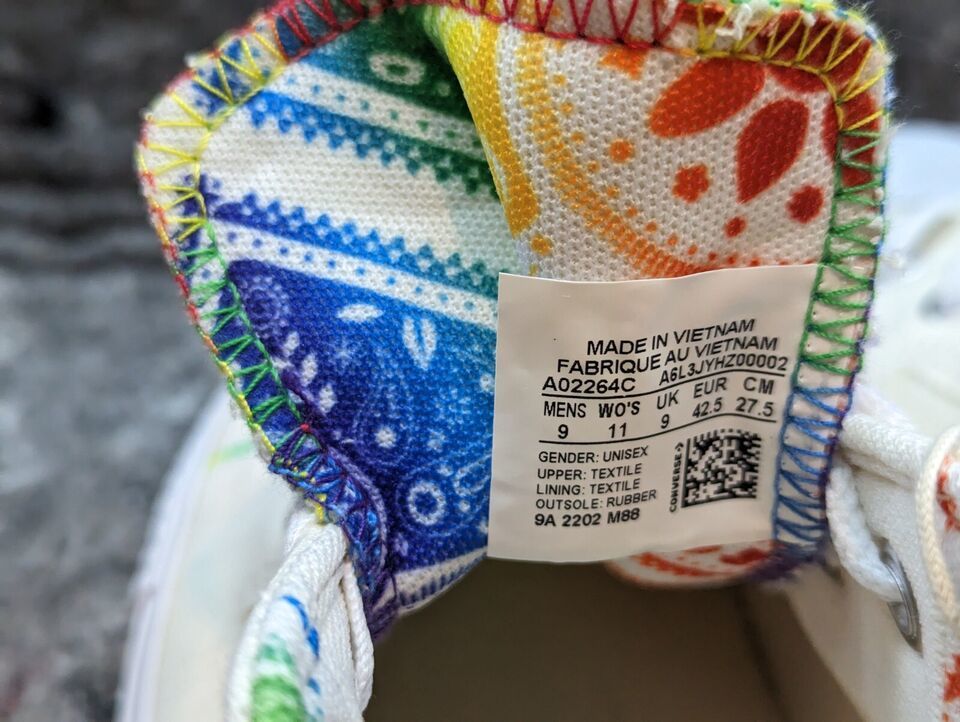 MADE IN VIETNAM
FABRIQUE AU VIETNAM
A02264C A6L3JYHZ00002
MENS WO'S UK EUR CM
9 11 9 42.5 27.5
GENDER: UNISEX
UPPER: TEXTILE
LINING: TEXTILE
OUTSOLE: RUBBER
9A 2202 M88
CONVERSE